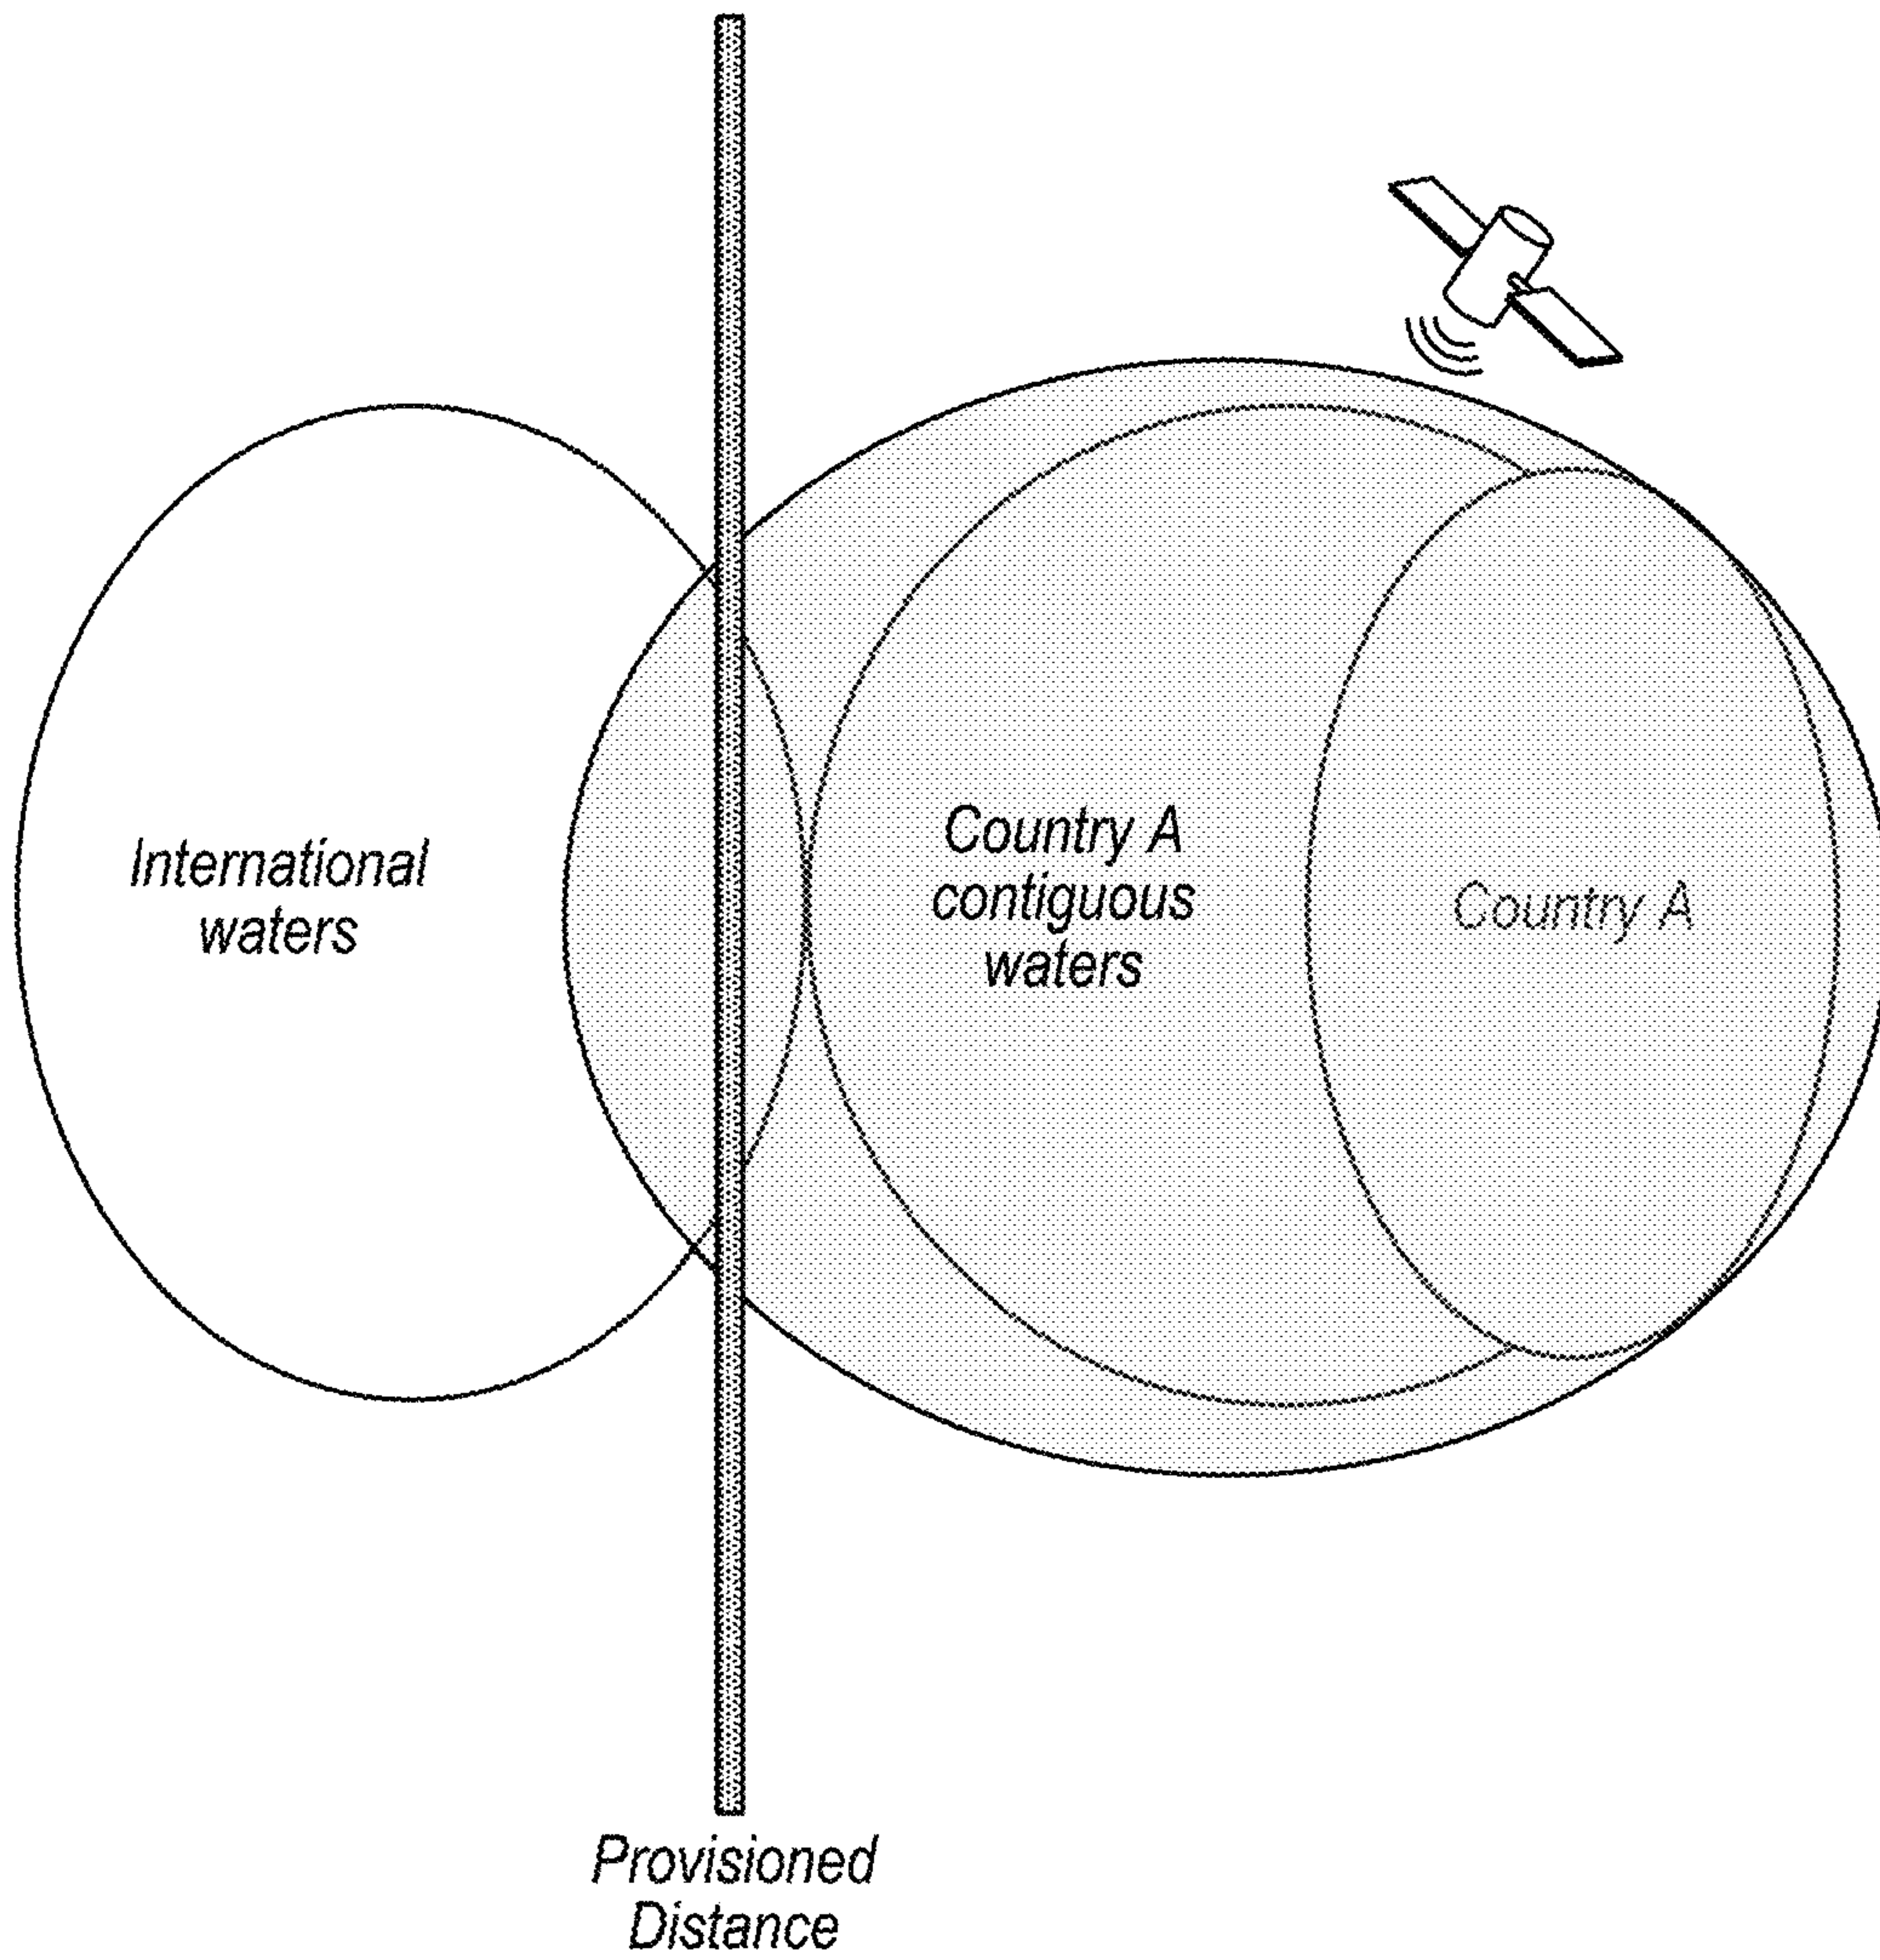 International
waters
Country A
contiguous
waters
Country A
Provisioned
Distance